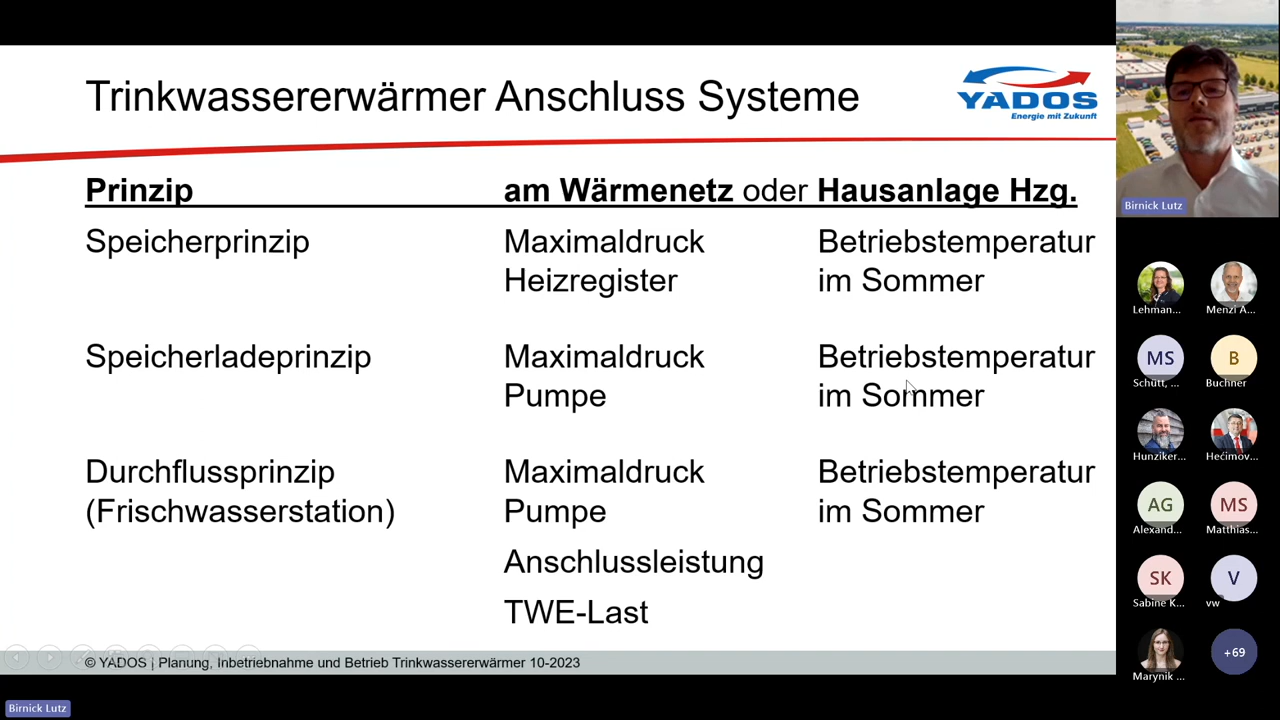 Trinkwassererwärmer Anschluss Systeme
YADOS
Energie mit Zukunft
Prinzip am Wärmenetz oder Hausanlage Hzg.
Speicherprinzip Maximaldruck Betriebstemperatur
Heizregister im Sommer
Speicherladeprinzip Maximaldruck Betriebstemperatur
Pumpe im Sommer
Durchflussprinzip Maximaldruck Betriebstemperatur
(Frischwasserstation) Pumpe im Sommer
Anschlussleistung
TWE-Last
© YADOS | Planung, Inbetriebnahme und Betrieb Trinkwassererwärmer 10-2023
Birnick Lutz
Birnick Lutz
Lehman... Menzi A...
MS B
Schütt, ... Buchner
Hunziker... Hećimov...
AG MS
Alexand... Matthias...
SK V
Sabine K... vw
+69
Marynik ...